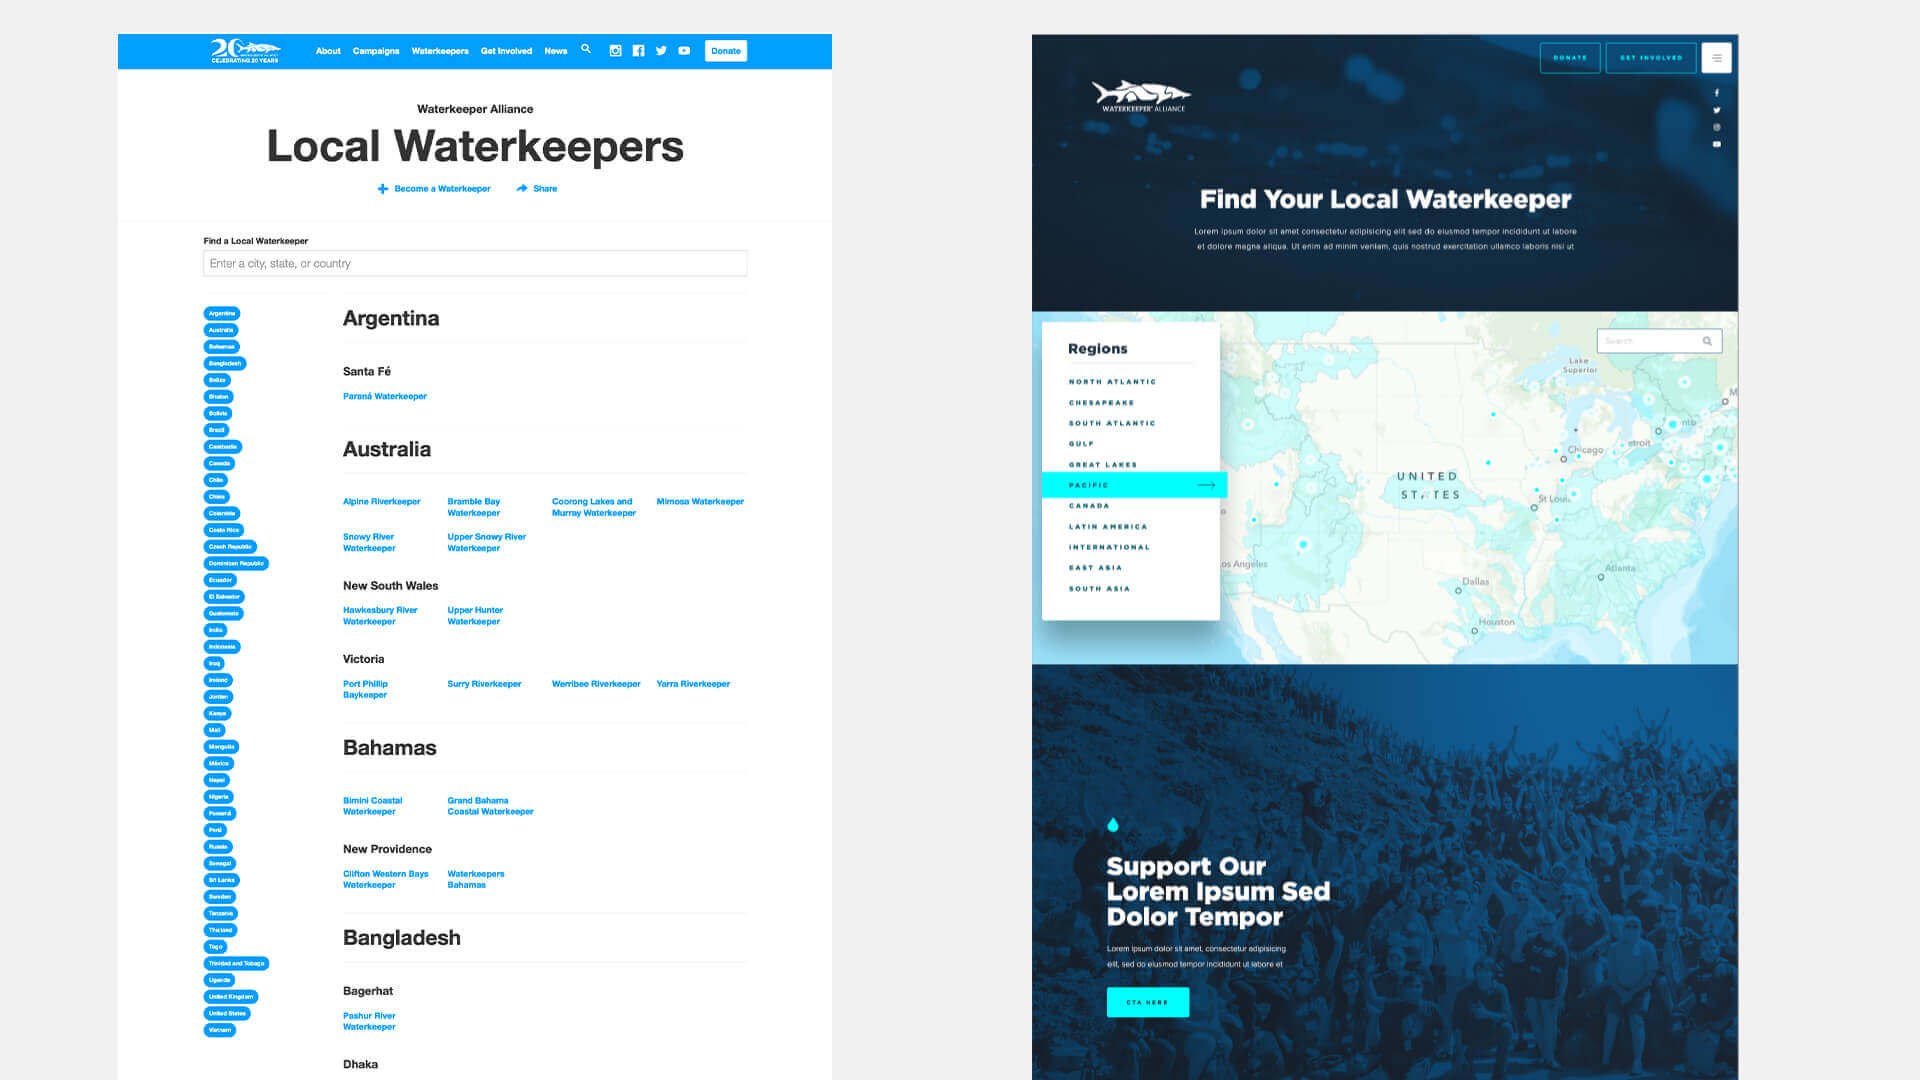 20
CELEBRATING 20 YEARS
About Campaigns Waterkeepers Get Involved News Donate
Waterkeeper Alliance
Local Waterkeepers
Become a Waterkeeper Share
Find a Local Waterkeeper
Enter a city, state, or country
Argentina
Australia
Bahamas
Bangladesh
Belize
Bhutan
Bolivia
Brazil
Cambodia
Canada
Chile
China
Colombia
Costa Rica
Czech Republic
Dominican Republic
Ecuador
El Salvador
Guatemala
India
Indonesia
Iraq
Ireland
Jordan
Kenya
Mali
Mongolia
México
Nepal
Nigeria
Panamá
Perú
Russia
Senegal
Sri Lanka
Sweden
Tanzania
Thailand
Togo
Trinidad and Tobago
Uganda
United Kingdom
United States
Vietnam
Argentina
Santa Fé
Paraná Waterkeeper
Australia
Alpine Riverkeeper
Bramble Bay
Waterkeeper
Coorong Lakes and
Murray Waterkeeper
Mimosa Waterkeeper
Snowy River
Waterkeeper
Upper Snowy River
Waterkeeper
New South Wales
Hawkesbury River
Waterkeeper
Upper Hunter
Waterkeeper
Victoria
Port Phillip
Baykeeper
Surry Riverkeeper
Werribee Riverkeeper
Yarra Riverkeeper
Bahamas
Bimini Coastal
Waterkeeper
Grand Bahama
Coastal Waterkeeper
New Providence
Clifton Western Bays
Waterkeeper
Waterkeepers
Bahamas
Bangladesh
Bagerhat
Pashur River
Waterkeeper
Dhaka
DONATE GET INVOLVED
WATERKEEPER® ALLIANCE
Find Your Local Waterkeeper
Lorem ipsum dolor sit amet consectetur adipisicing elit sed do eiusmod tempor incididunt ut labore
et dolore magna aliqua. Ut enim ad minim veniam, quis nostrud exercitation ullamco laboris nisi ut
Regions
NORTH ATLANTIC
CHESAPEAKE
SOUTH ATLANTIC
GULF
GREAT LAKES
PACIFIC
CANADA
LATIN AMERICA
INTERNATIONAL
EAST ASIA
SOUTH ASIA
Search
Lake
Superior
M
nto
etroit
Chicago
UNITED
STATES
St Louis
o
os Angeles
Atlanta
Dallas
Houston
Support Our
Lorem Ipsum Sed
Dolor Tempor
Lorem ipsum dolor sit amet, consectetur adipisicing
elit, sed do eiusmod tempor incididunt ut labore et
CTA HERE